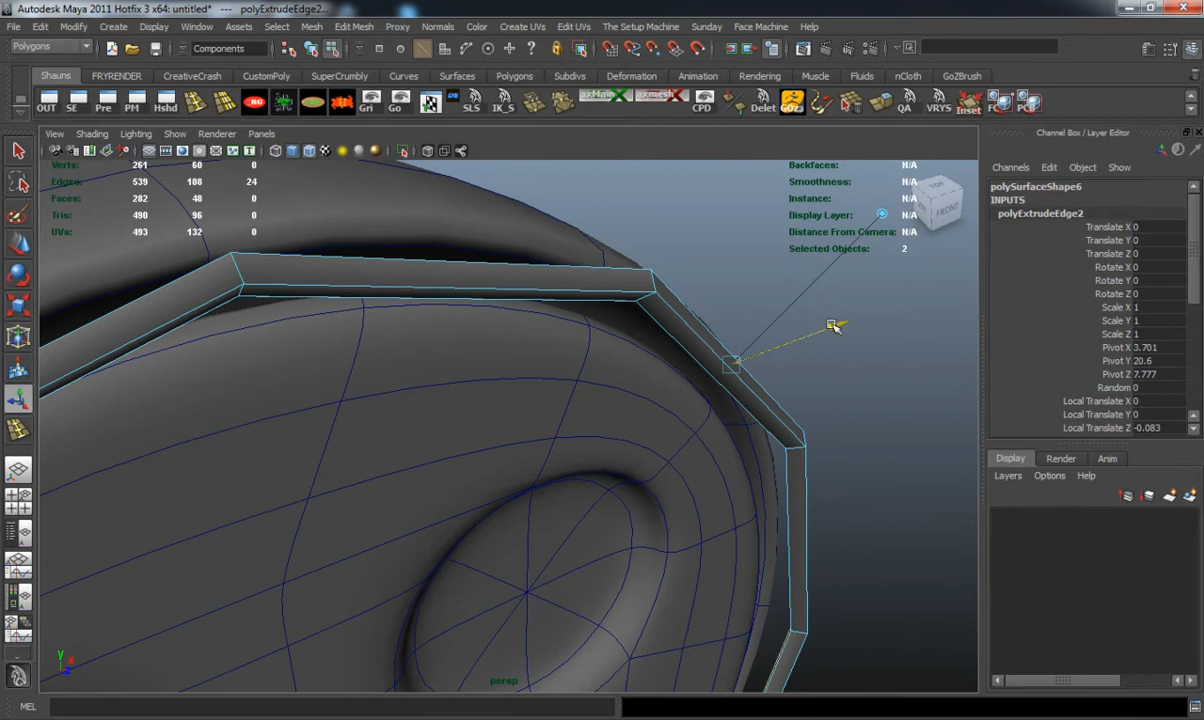 Autodesk Maya 2011 Hotfix 3 x64: untitled* --- polyExtrudeEdge2...
File Edit Modify Create Display Window Assets Select Mesh Edit Mesh Proxy Normals Color Create UVs Edit UVs The Setup Machine Sunday Face Machine Help
Polygons
Components
Shauns FRYRENDER CreativeCrash CustomPoly SuperCrumbly Curves Surfaces Polygons Subdivs Deformation Animation Rendering Muscle Fluids nCloth GoZBrush
OUT SE Pre PM Hshd BG Gri Go SLS IK_S axMain axmesh CPD Delet GOZ3 QA VRYS Inset FC PCB
View Shading Lighting Show Renderer Panels
Channel Box / Layer Editor
Channels Edit Object Show
Verts: 261 60 0
Edges: 539 108 24
Faces: 282 48 0
Tris: 490 96 0
UVs: 493 132 0
Backfaces: N/A
Smoothness: N/A
Instance: N/A
Display Layer: N/A
Distance From Camera: N/A
Selected Objects: 2
TOP
FRONT
polySurfaceShape6
INPUTS
polyExtrudeEdge2
Translate X 0
Translate Y 0
Translate Z 0
Rotate X 0
Rotate Y 0
Rotate Z 0
Scale X 1
Scale Y 1
Scale Z 1
Pivot X 3.701
Pivot Y 20.6
Pivot Z 7.777
Random 0
Local Translate X 0
Local Translate Y 0
Local Translate Z -0.083
Display Render Anim
Layers Options Help
y
x
z
persp
MEL